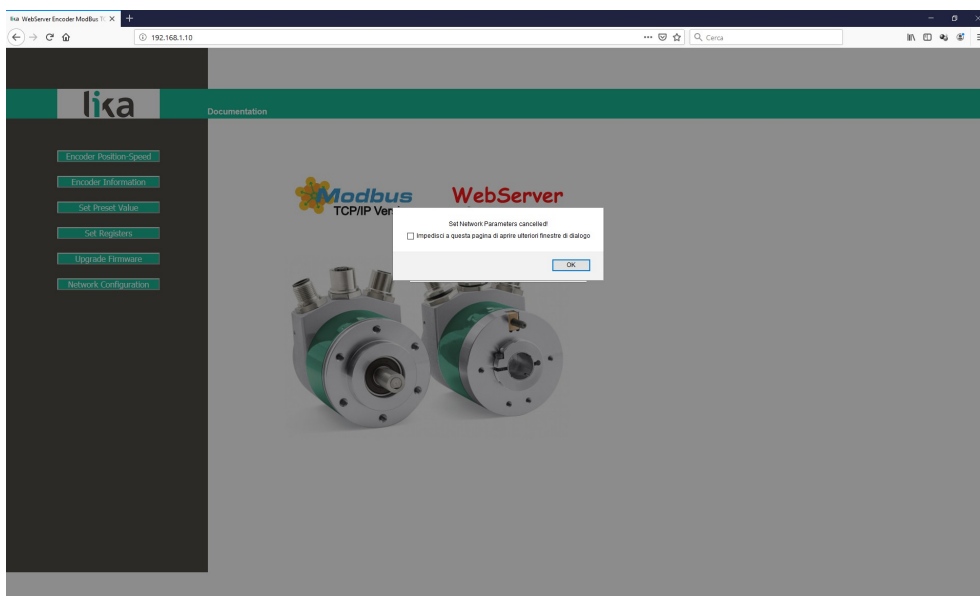 lika WebServer Encoder ModBus TC
192.168.1.10
Cerca
lika
Documentation
Encoder Position-Speed
Encoder Information
Set Preset Value
Set Registers
Upgrade Firmware
Network Configuration
Modbus WebServer
TCP/IP
Set Network Parameters cancelled!
Impedisci a questa pagina di aprire ulteriori finestre di dialogo
OK